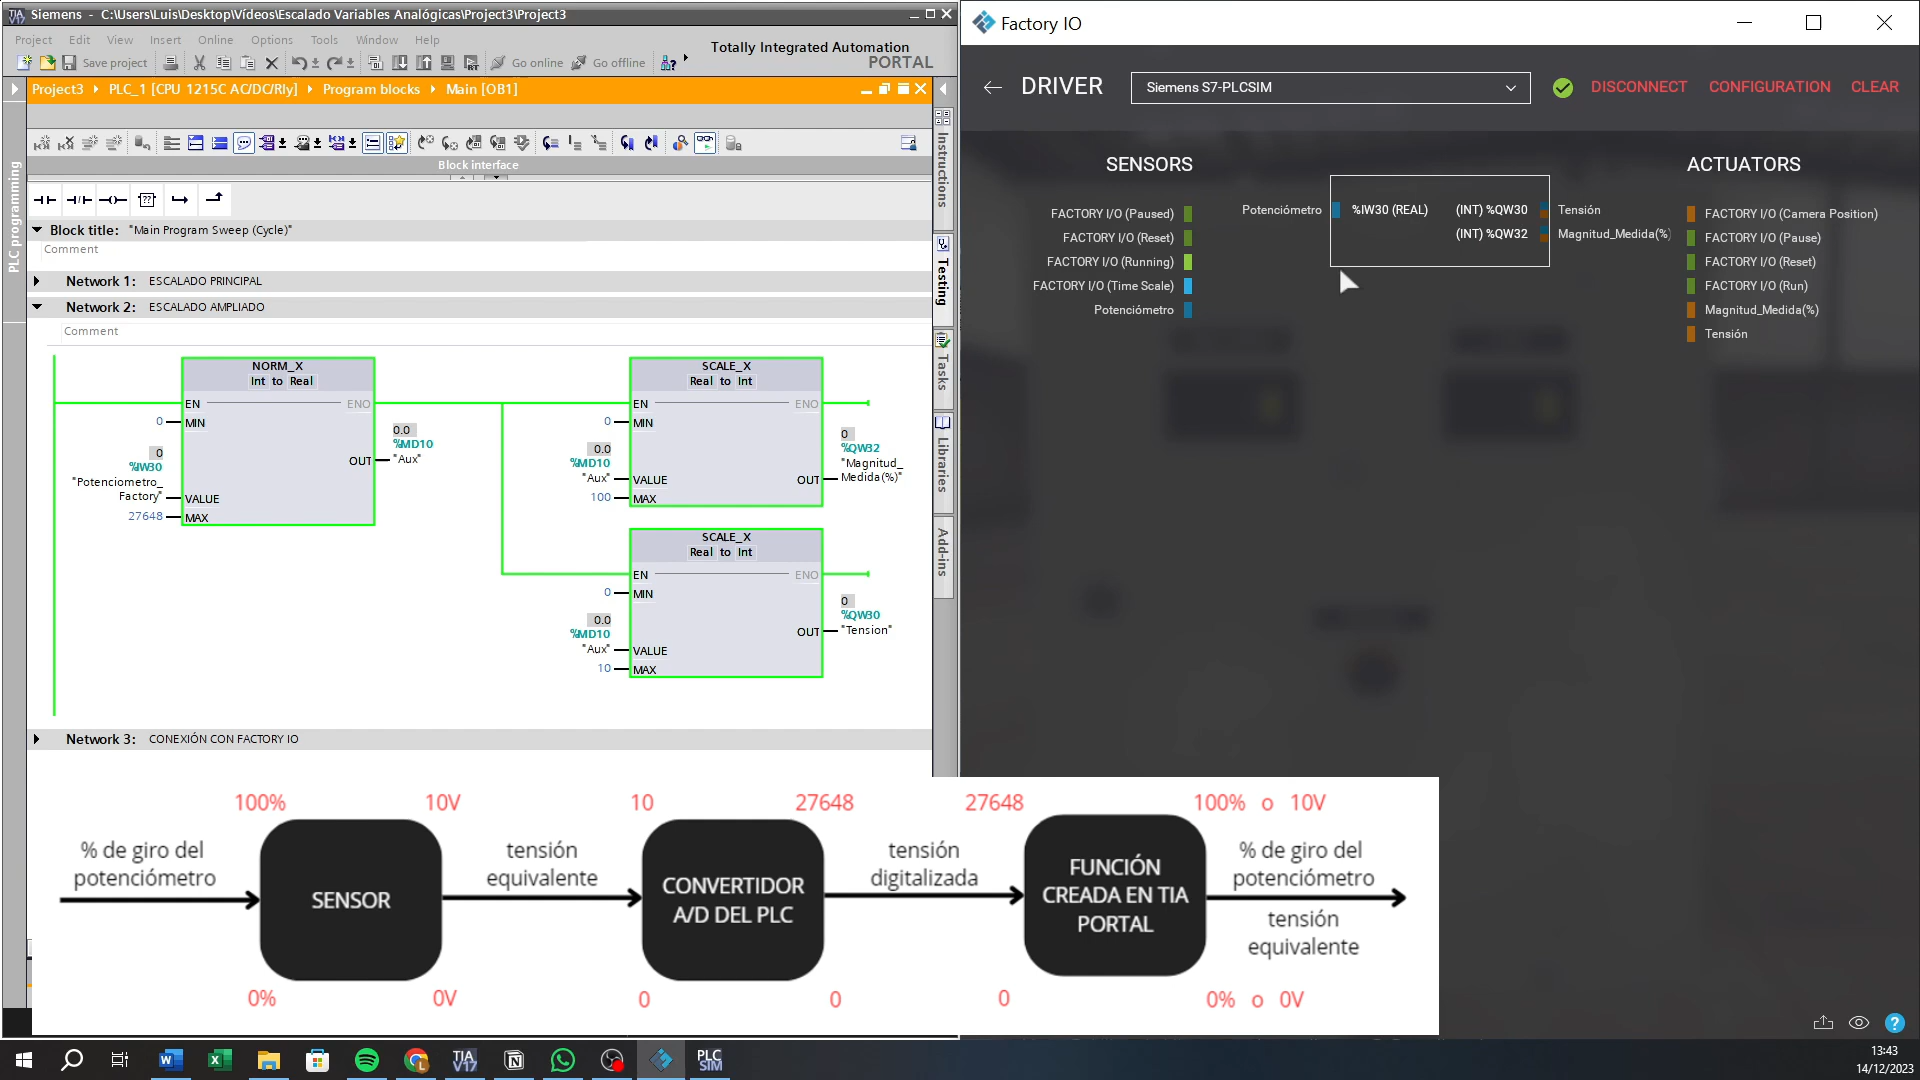 Siemens - C:\Users\Luis\Desktop\Vídeos\Escalado Variables Analógicas\Project3\Project3
Project Edit View Insert Online Options Tools Window Help
Totally Integrated Automation
PORTAL
Save project
Go online
Go offline
Project3 PLC_1 [CPU 1215C AC/DC/Rly] Program blocks Main [OB1]
Block interface
PLC programming
Instructions
Testing
Tasks
Libraries
Add-ins
Block title: "Main Program Sweep (Cycle)"
Comment
Network 1: ESCALADO PRINCIPAL
Network 2: ESCALADO AMPLIADO
Comment
NORM_X
Int to Real
EN
ENO
0
MIN
0
%IW30
"Potenciometro_
Factory"
VALUE
27648
MAX
OUT
0.0
%MD10
"Aux"
SCALE_X
Real to Int
EN
ENO
0
MIN
0.0
%MD10
"Aux"
VALUE
100
MAX
OUT
0
%QW32
"Magnitud_
Medida(%)"
SCALE_X
Real to Int
EN
ENO
0
MIN
0.0
%MD10
"Aux"
VALUE
10
MAX
OUT
0
%QW30
"Tension"
Network 3: CONEXIÓN CON FACTORY IO
Factory IO
DRIVER
Siemens S7-PLCSIM
DISCONNECT
CONFIGURATION
CLEAR
SENSORS
FACTORY I/O (Paused)
FACTORY I/O (Reset)
FACTORY I/O (Running)
FACTORY I/O (Time Scale)
Potenciómetro
Potenciómetro
%IW30 (REAL)
(INT) %QW30
Tensión
(INT) %QW32
Magnitud_Medida(%)
ACTUATORS
FACTORY I/O (Camera Position)
FACTORY I/O (Pause)
FACTORY I/O (Reset)
FACTORY I/O (Run)
Magnitud_Medida(%)
Tensión
100%
10V
10
27648
27648
100% o 10V
% de giro del
potenciómetro
SENSOR
tensión
equivalente
CONVERTIDOR
A/D DEL PLC
tensión
digitalizada
FUNCIÓN
CREADA EN TIA
PORTAL
% de giro del
potenciómetro
tensión
equivalente
0%
0V
0
0
0
0% o 0V
TIA
V17
PLC
SIM
13:43
14/12/2023